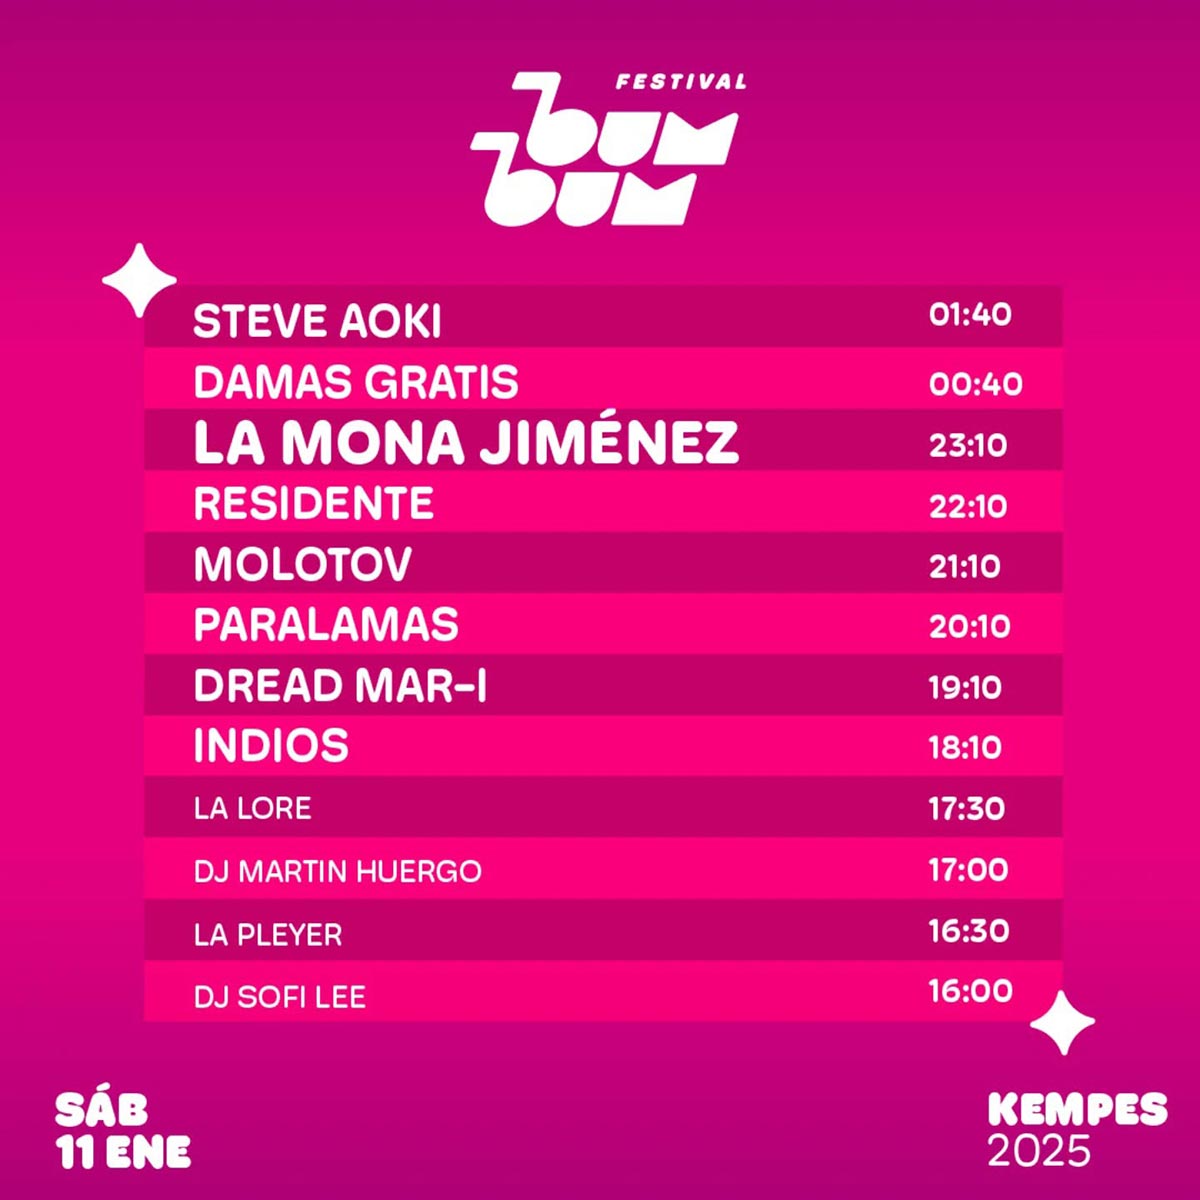 FESTIVAL
bum
bum
STEVE AOKI 01:40
DAMAS GRATIS 00:40
LA MONA JIMÉNEZ 23:10
RESIDENTE 22:10
MOLOTOV 21:10
PARALAMAS 20:10
DREAD MAR-I 19:10
INDIOS 18:10
LA LORE 17:30
DJ MARTIN HUERGO 17:00
LA PLEYER 16:30
DJ SOFI LEE 16:00
SÁB
11 ENE
KEMPES
2025